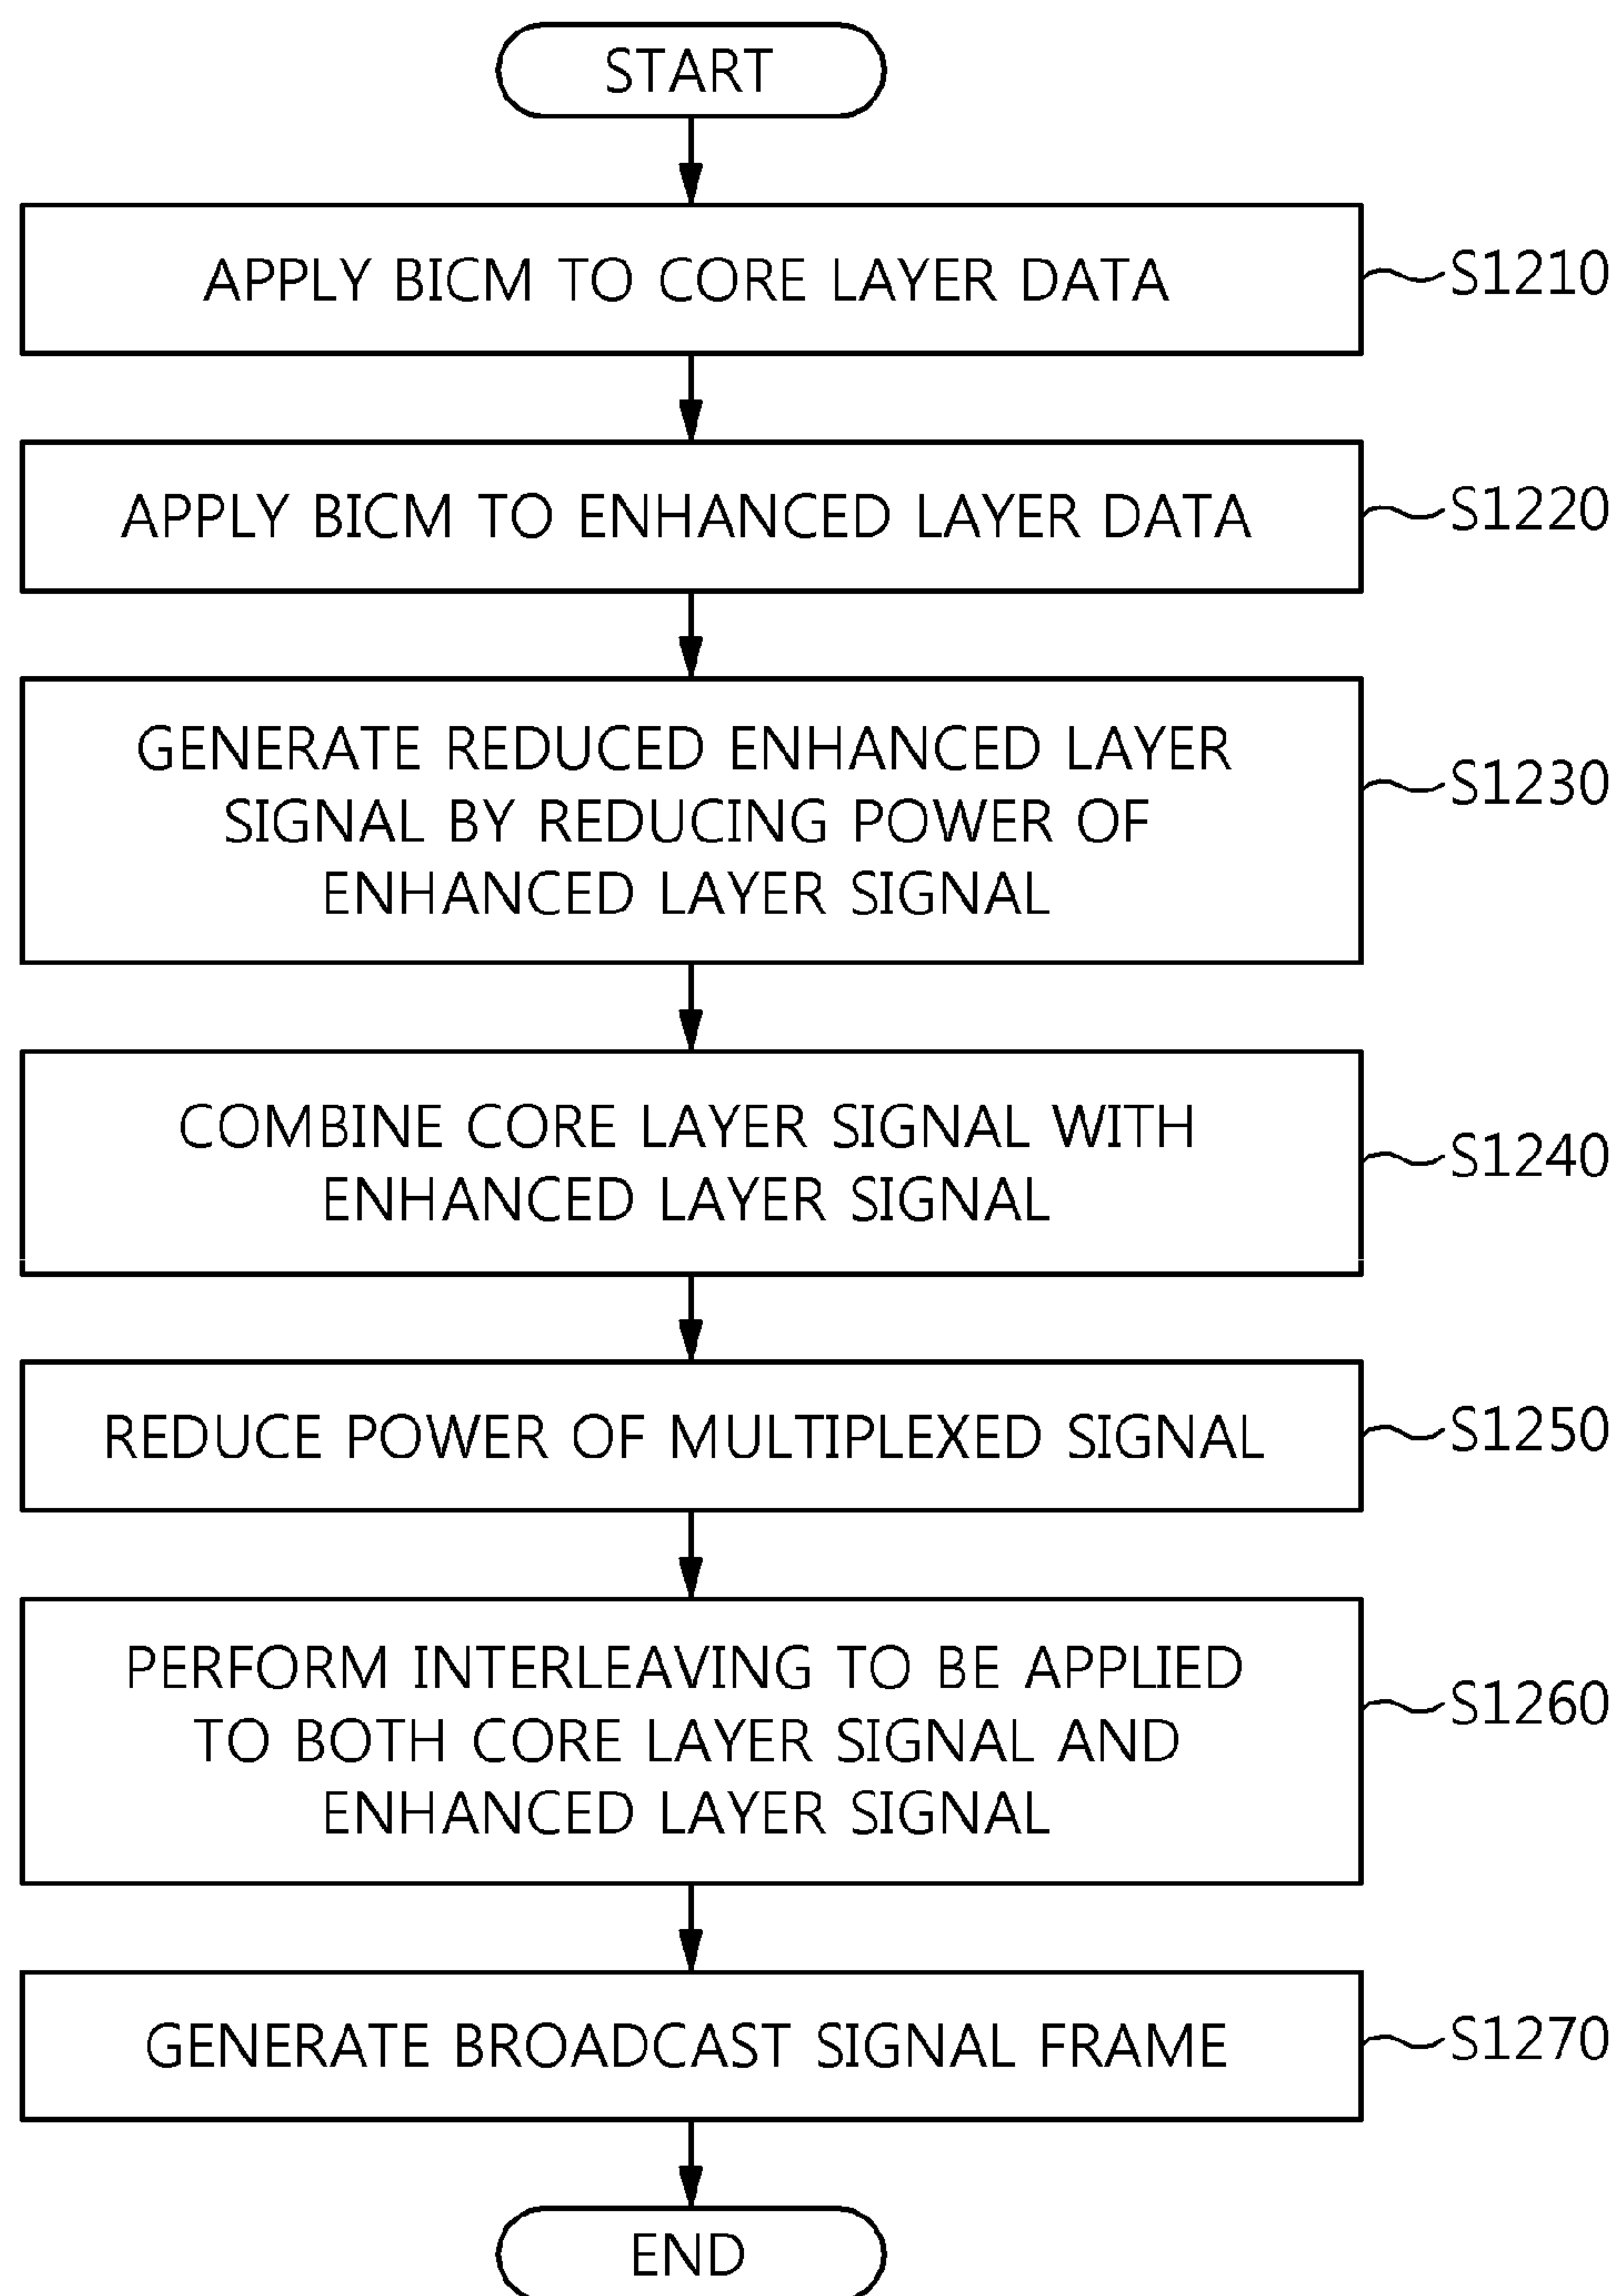 START
APPLY BICM TO CORE LAYER DATA
S1210
APPLY BICM TO ENHANCED LAYER DATA
S1220
GENERATE REDUCED ENHANCED LAYER
SIGNAL BY REDUCING POWER OF
ENHANCED LAYER SIGNAL
S1230
COMBINE CORE LAYER SIGNAL WITH
ENHANCED LAYER SIGNAL
S1240
REDUCE POWER OF MULTIPLEXED SIGNAL
S1250
PERFORM INTERLEAVING TO BE APPLIED
TO BOTH CORE LAYER SIGNAL AND
ENHANCED LAYER SIGNAL
S1260
GENERATE BROADCAST SIGNAL FRAME
S1270
END